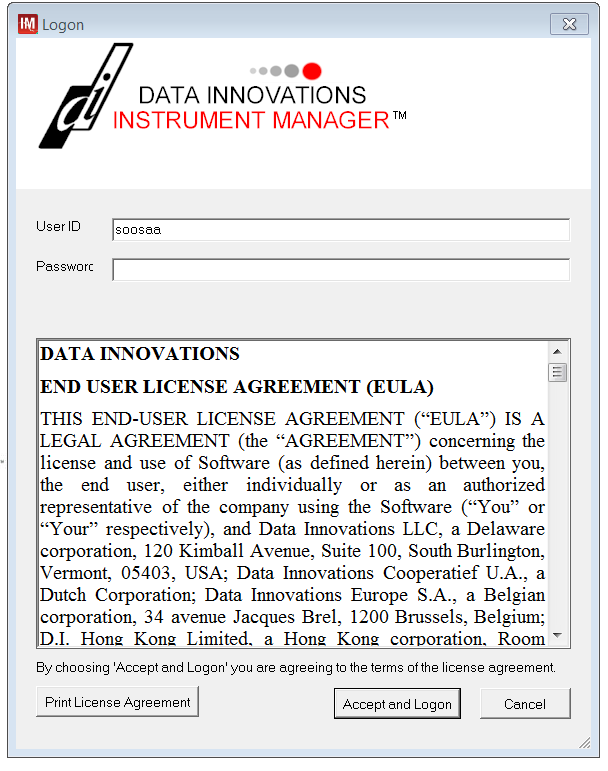 IM Logon
di
DATA INNOVATIONS
INSTRUMENT MANAGER™
User ID
soosaa
Passworc
DATA INNOVATIONS
END USER LICENSE AGREEMENT (EULA)
THIS END-USER LICENSE AGREEMENT (“EULA”) IS A
LEGAL AGREEMENT (the “AGREEMENT”) concerning the
license and use of Software (as defined herein) between you,
the end user, either individually or as an authorized
representative of the company using the Software (“You” or
“Your” respectively), and Data Innovations LLC, a Delaware
corporation, 120 Kimball Avenue, Suite 100, South Burlington,
Vermont, 05403, USA; Data Innovations Cooperatief U.A., a
Dutch Corporation; Data Innovations Europe S.A., a Belgian
corporation, 34 avenue Jacques Brel, 1200 Brussels, Belgium;
D.I. Hong Kong Limited, a Hong Kong corporation, Room
By choosing 'Accept and Logon' you are agreeing to the terms of the license agreement.
Print License Agreement
Accept and Logon
Cancel